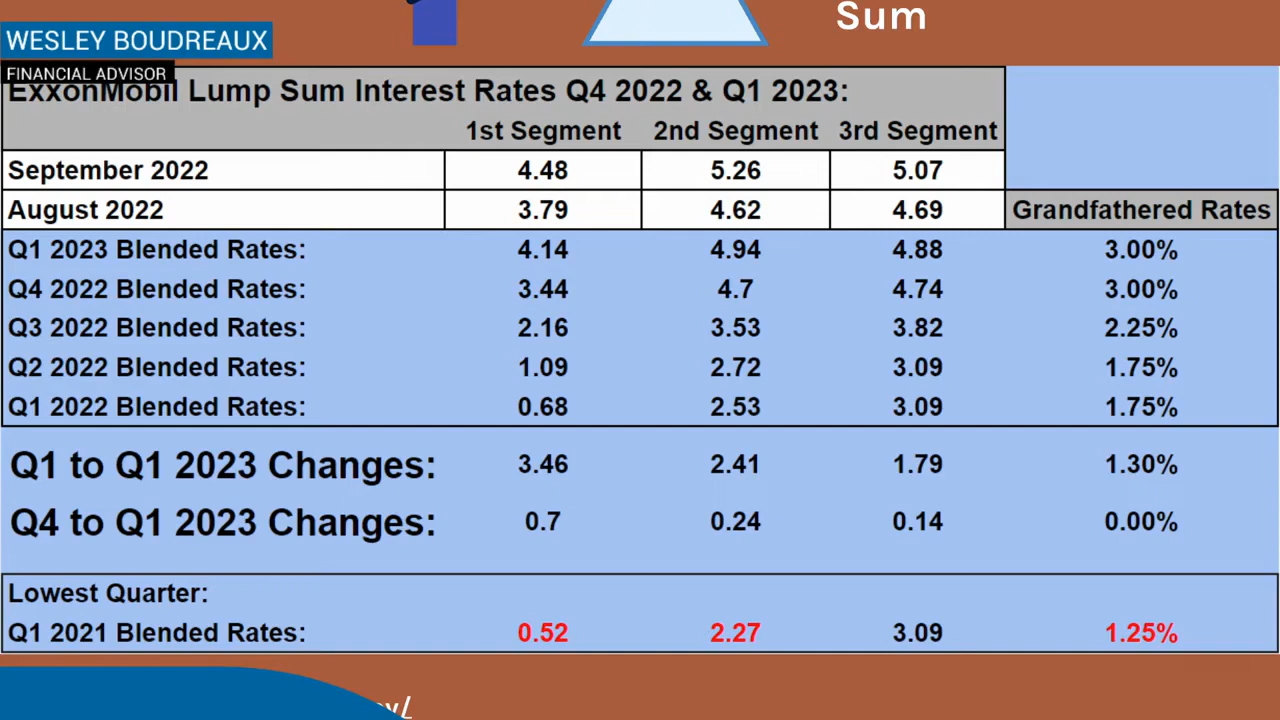 Sum
WESLEY BOUDREAUX
FINANCIAL ADVISOR
ExxonMobil Lump Sum Interest Rates Q4 2022 & Q1 2023:
1st Segment 2nd Segment 3rd Segment
September 2022 4.48 5.26 5.07
August 2022 3.79 4.62 4.69 Grandfathered Rates
Q1 2023 Blended Rates: 4.14 4.94 4.88 3.00%
Q4 2022 Blended Rates: 3.44 4.7 4.74 3.00%
Q3 2022 Blended Rates: 2.16 3.53 3.82 2.25%
Q2 2022 Blended Rates: 1.09 2.72 3.09 1.75%
Q1 2022 Blended Rates: 0.68 2.53 3.09 1.75%
Q1 to Q1 2023 Changes: 3.46 2.41 1.79 1.30%
Q4 to Q1 2023 Changes: 0.7 0.24 0.14 0.00%
Lowest Quarter:
Q1 2021 Blended Rates: 0.52 2.27 3.09 1.25%